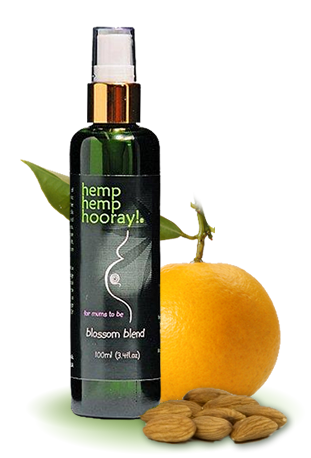 hemp
hemp
hooray!
for mums to be
blossom blend
100ml (3.4fl.oz)